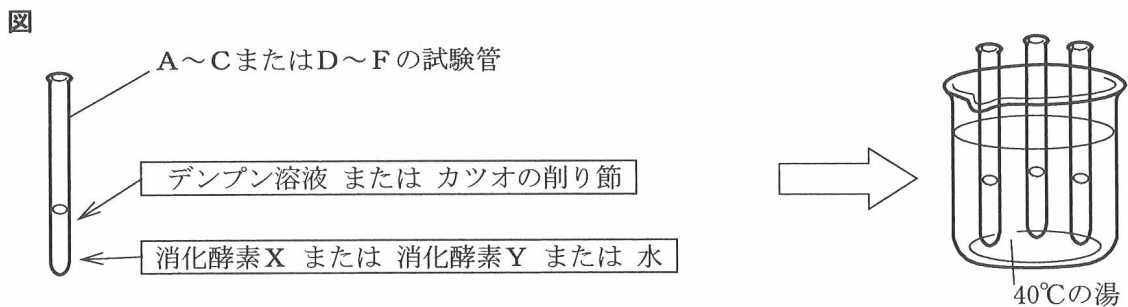 図
A～CまたはD～Fの試験管
デンプン溶液 または カツオの削り節
消化酵素X または 消化酵素Y または 水
40℃の湯